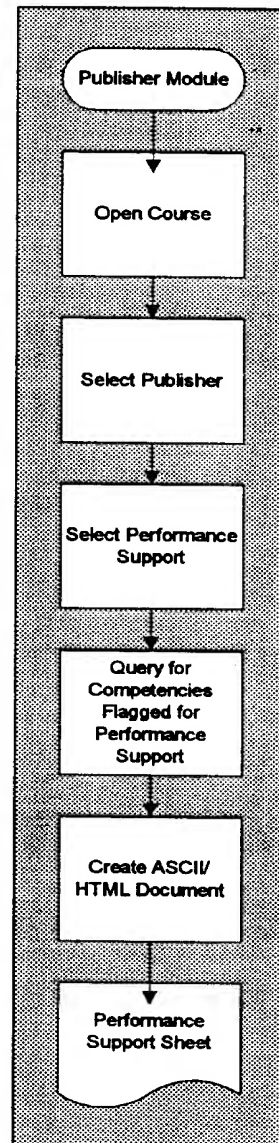 Publisher Module
Open Course
Select Publisher
Select Performance
Support
Query for
Competencies
Flagged for
Performance
Support
Create ASCII/
HTML Document
Performance
Support Sheet